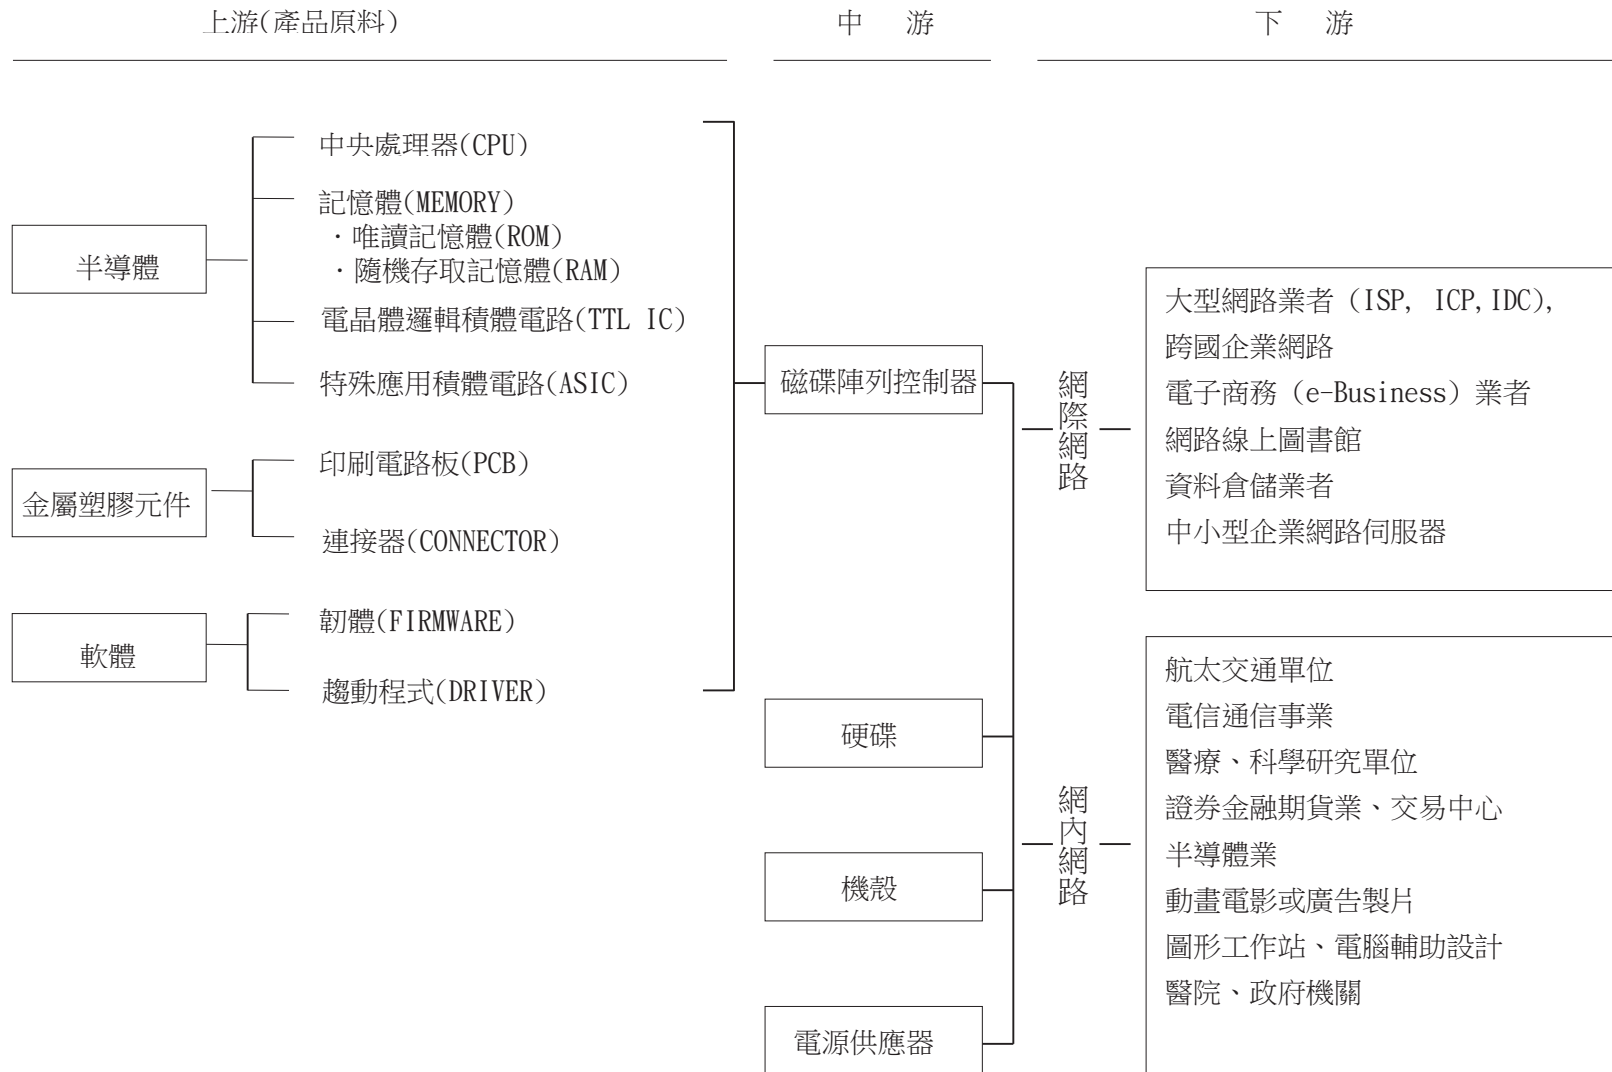 上游(產品原料)
中 游
下 游
半導體
中央處理器(CPU)
記憶體(MEMORY)
．唯讀記憶體(ROM)
．隨機存取記憶體(RAM)
電晶體邏輯積體電路(TTL IC)
特殊應用積體電路(ASIC)
金屬塑膠元件
印刷電路板(PCB)
連接器(CONNECTOR)
軟體
韌體(FIRMWARE)
趨動程式(DRIVER)
磁碟陣列控制器
硬碟
機殼
電源供應器
網際網路
大型網路業者 (ISP, ICP,IDC),
跨國企業網路
電子商務 (e-Business) 業者
網路線上圖書館
資料倉儲業者
中小型企業網路伺服器
網內網路
航太交通單位
電信通信事業
醫療、科學研究單位
證券金融期貨業、交易中心
半導體業
動畫電影或廣告製片
圖形工作站、電腦輔助設計
醫院、政府機關